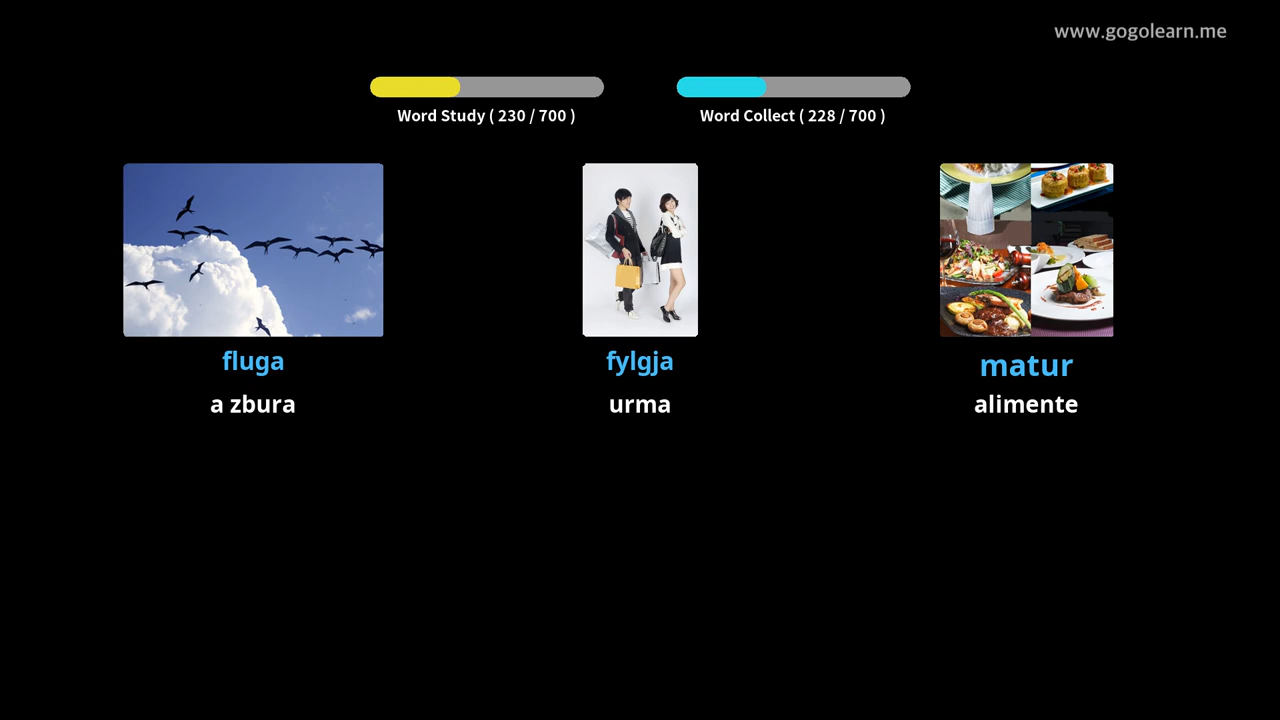 www.gogolearn.me
Word Study ( 230 / 700 )
Word Collect ( 228 / 700 )
fluga
fylgja
matur
a zbura
urma
alimente